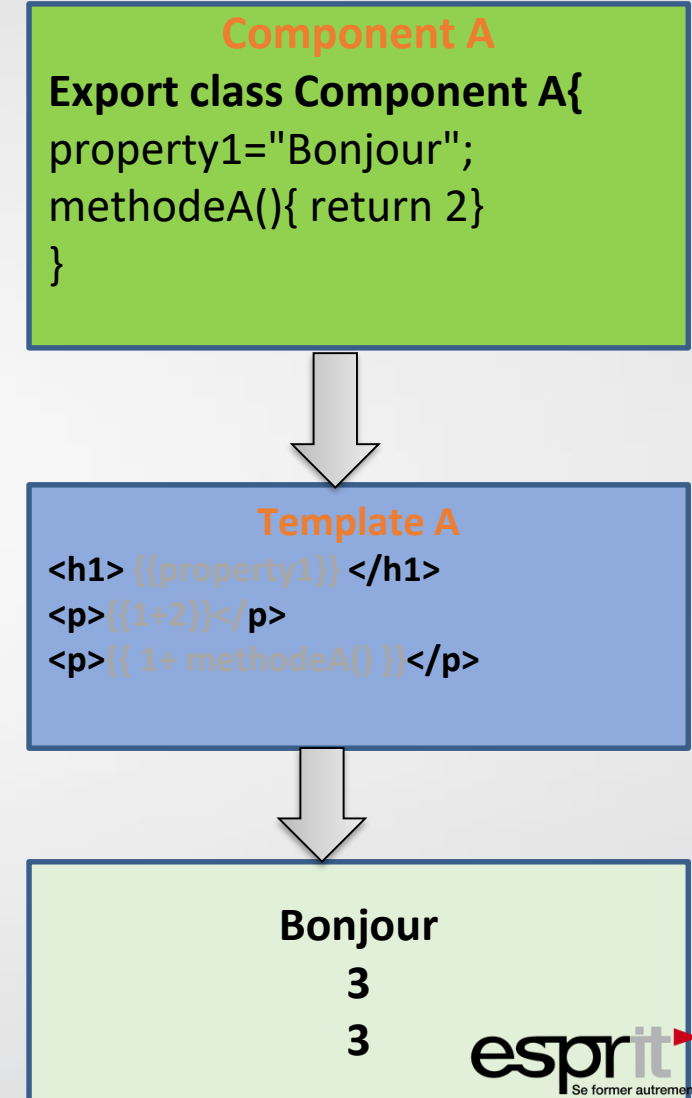 Component A
Export class Component A{
property1="Bonjour";
methodeA(){ return 2}
}
Template A
<h1> {{property1}} </h1>
<p>{{1+2}}</p>
<p>{{ 1+ methodeA() }}</p>
Bonjour
3
3
esprit
Se former autremen